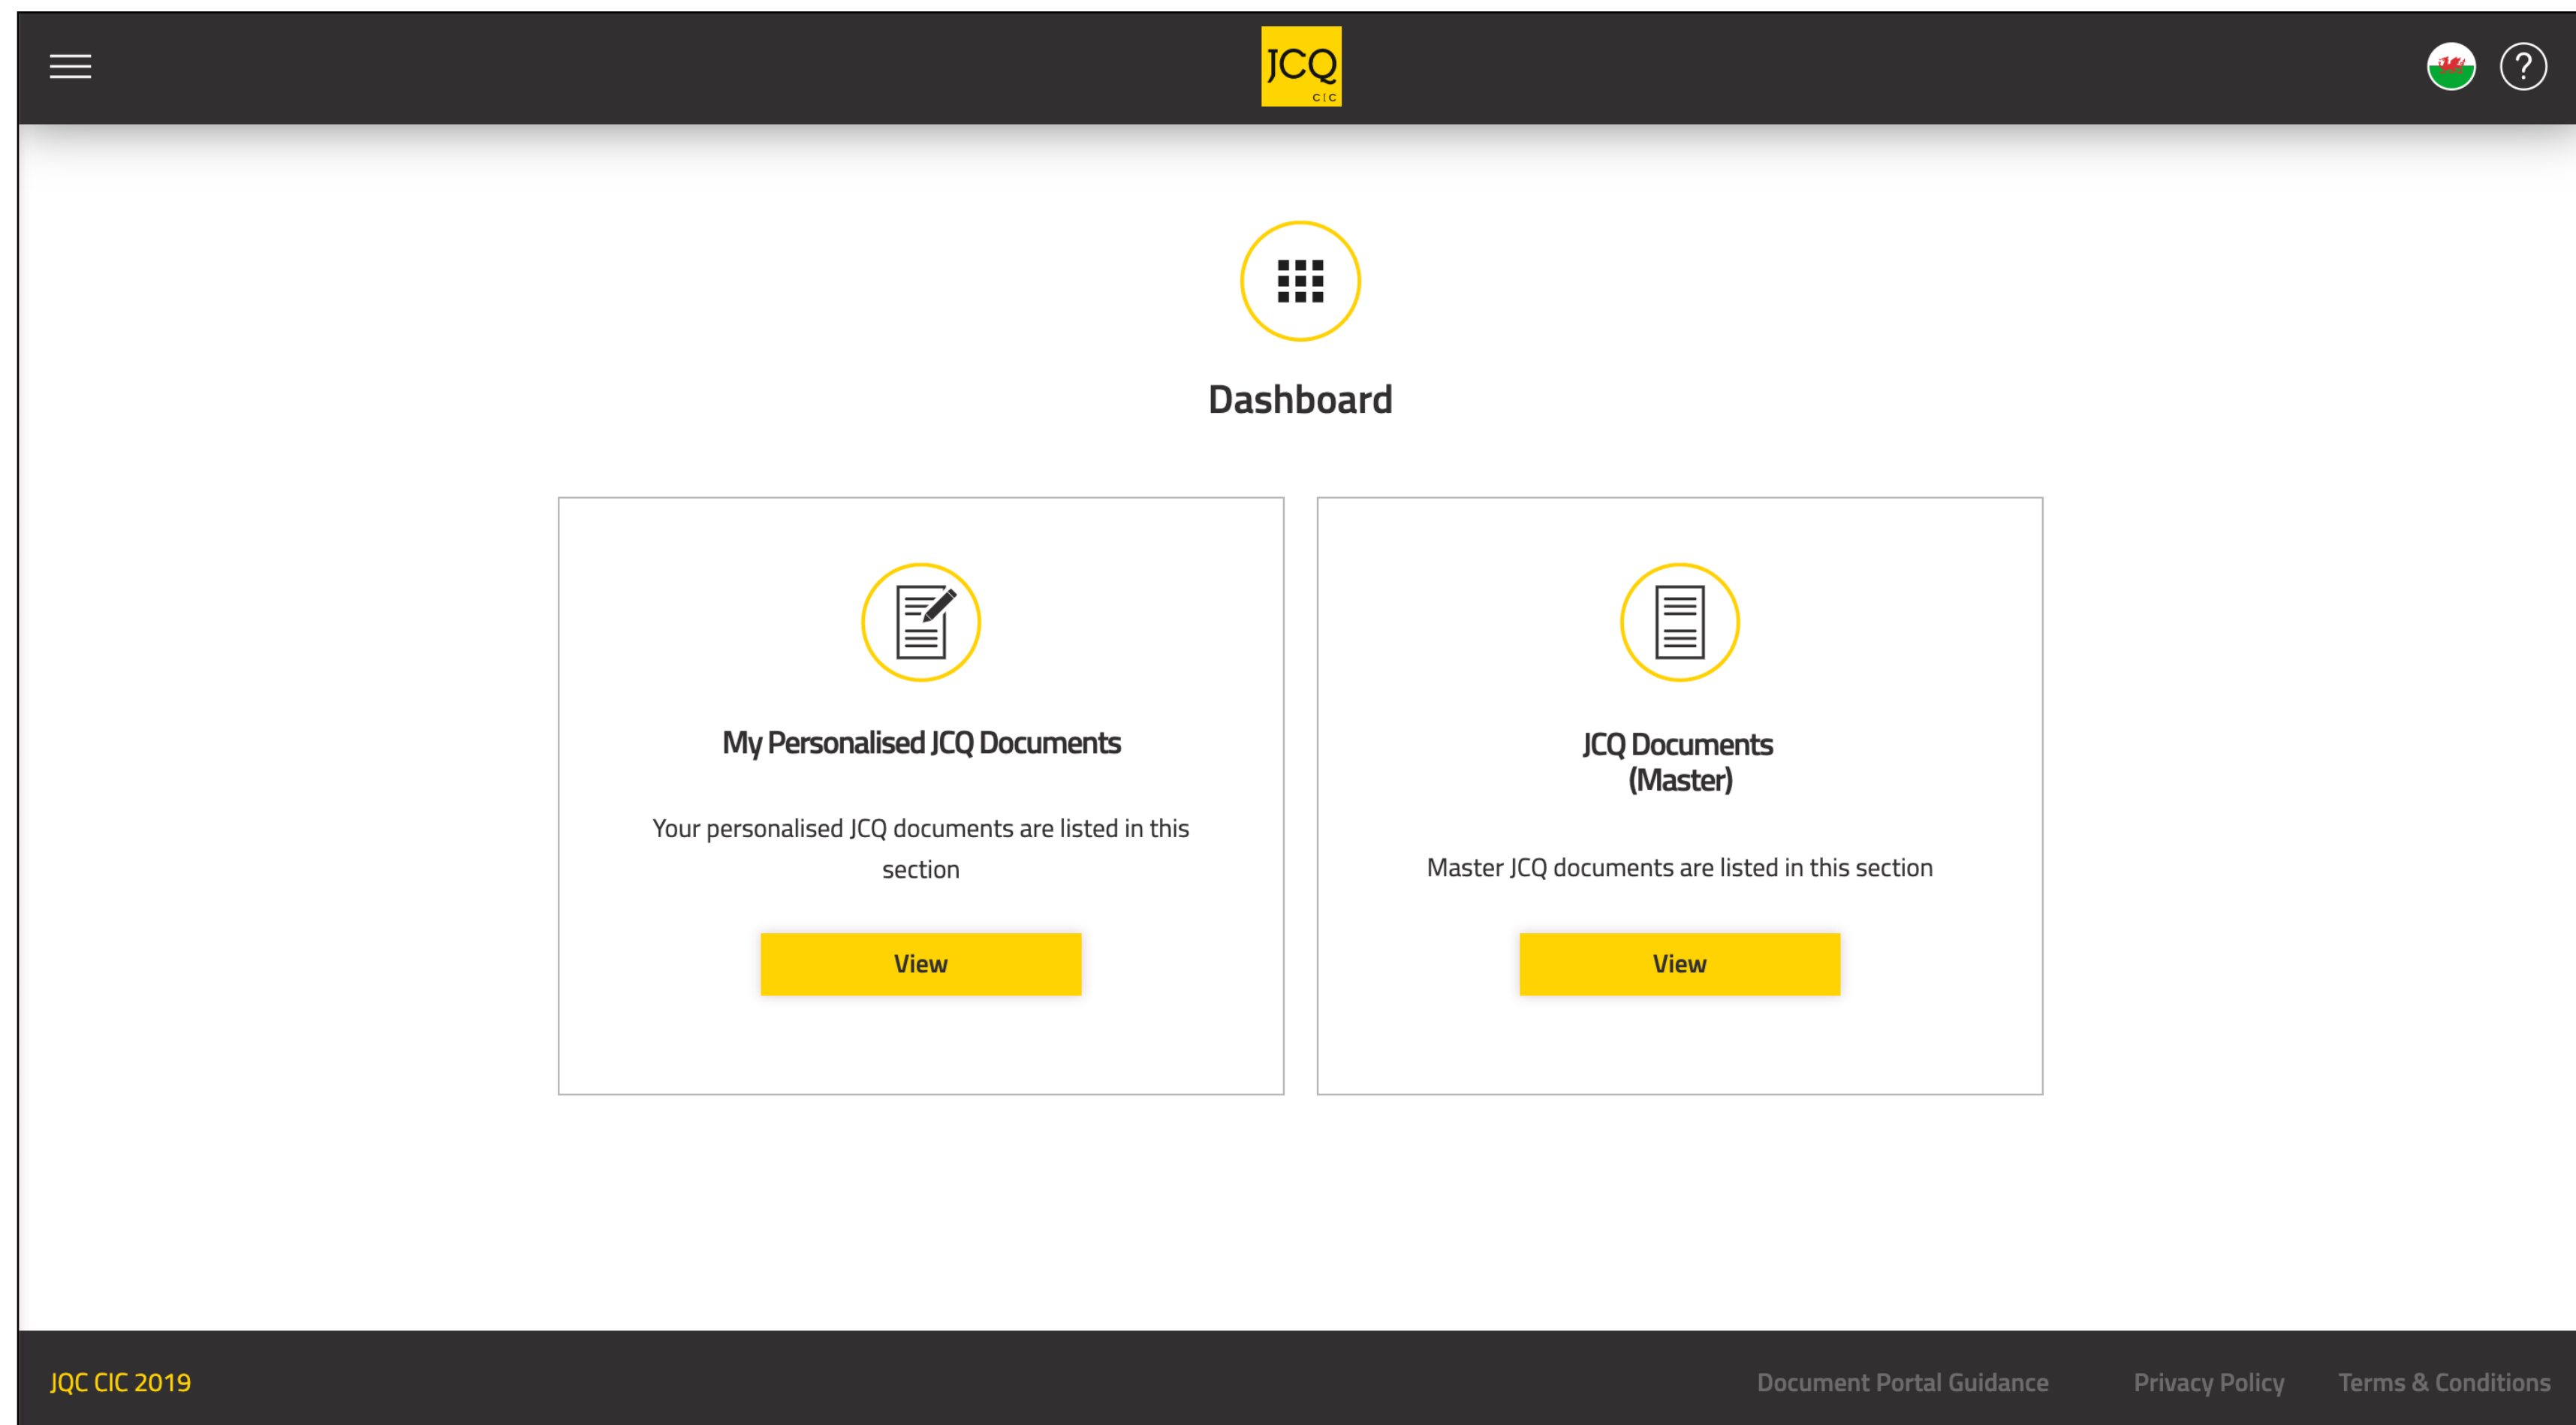 JCQ
CIC
?
Dashboard
My Personalised JCQ Documents
Your personalised JCQ documents are listed in this
section
View
JCQ Documents
(Master)
Master JCQ documents are listed in this section
View
JQC CIC 2019
Document Portal Guidance
Privacy Policy
Terms & Conditions